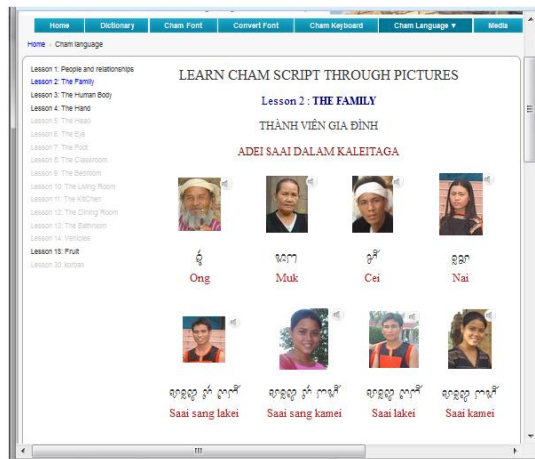 Home Dictionary Cham Font Convert Font Cham Keyboard Cham Language ▼ Media
Home › Cham language
Lesson 1: People and relationships
Lesson 2: The Family
Lesson 3: The Human Body
Lesson 4: The Hand
Lesson 5: The Head
Lesson 6: The Eye
Lesson 7: The Foot
Lesson 8: The Classroom
Lesson 9: The Bedroom
Lesson 10: The Living Room
Lesson 11: The Kitchen
Lesson 12: The Dining Room
Lesson 13: The Bathroom
Lesson 14: Vehicles
Lesson 15: Fruit
LEARN CHAM SCRIPT THROUGH PICTURES
Lesson 2 : THE FAMILY
THÀNH VIÊN GIA ĐÌNH
ADEI SAAI DALAM KALEITAGA
Ong Muk Cei Nai
Saai sang lakei Saai sang kamei Saai lakei Saai kamei